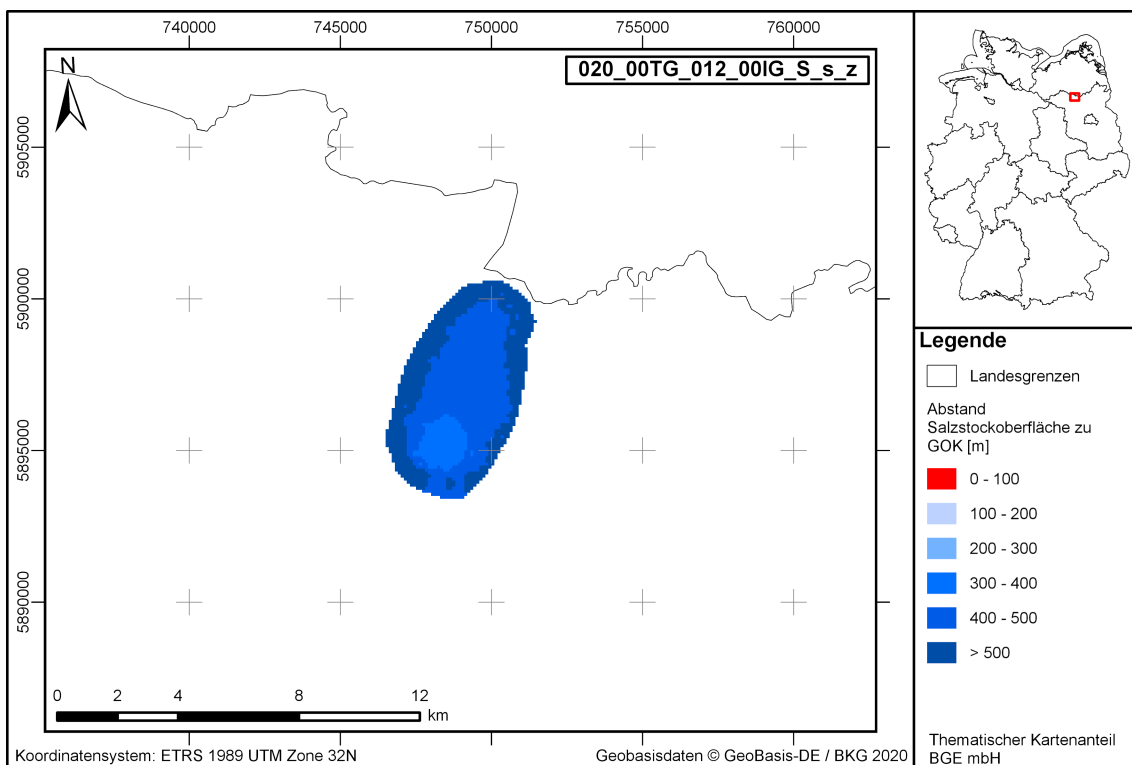 740000
745000
750000
755000
760000
020_00TG_012_00IG_S_s_z
N
5905000
5900000
5895000
5890000
0
2
4
8
12
km
Koordinatensystem: ETRS 1989 UTM Zone 32N
Geobasisdaten © GeoBasis-DE / BKG 2020
Legende
Landesgrenzen
Abstand
Salzstockoberfläche zu
GOK [m]
0 - 100
100 - 200
200 - 300
300 - 400
400 - 500
> 500
Thematischer Kartenanteil
BGE mbH